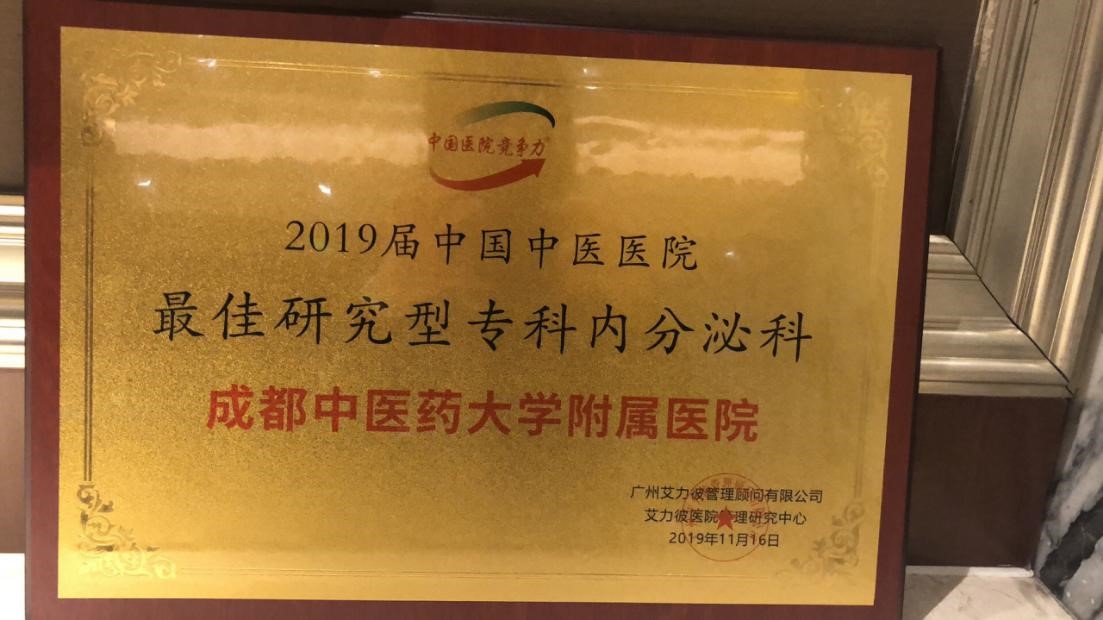 中国医院竞争力
2019届中国中医医院
最佳研究型专科内分泌科
成都中医药大学附属医院
广州艾力彼管理顾问有限公司
艾力彼医院管理研究中心
2019年11月16日